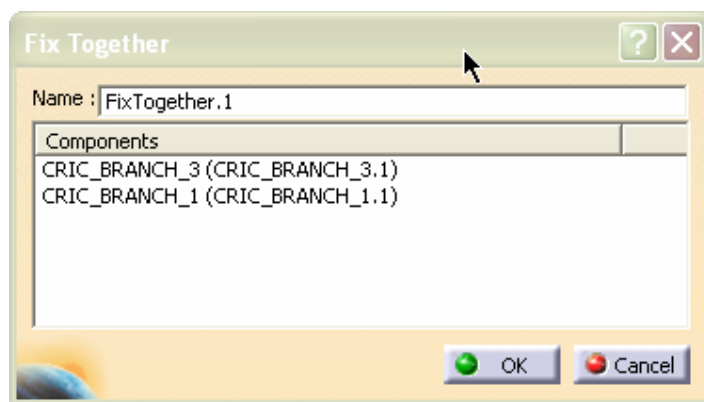 Fix Together
Name : FixTogether.1
Components
CRIC_BRANCH_3 (CRIC_BRANCH_3.1)
CRIC_BRANCH_1 (CRIC_BRANCH_1.1)
OK Cancel